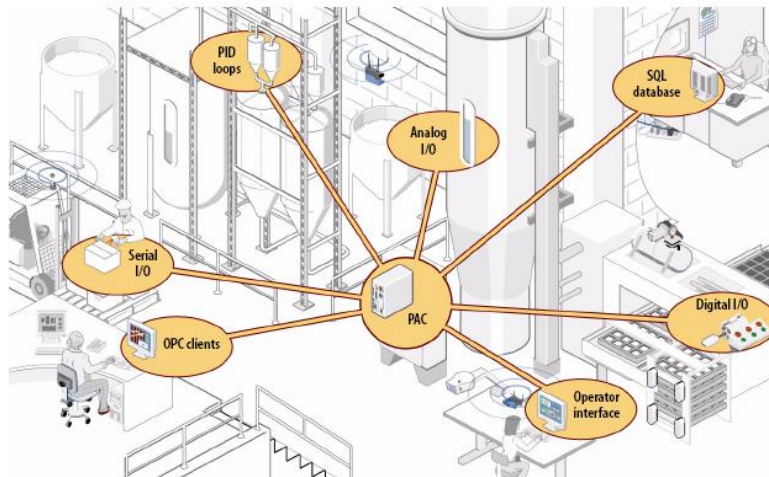 PID
loops
SQL
database
Analog
I/O
Serial
I/O
PAC
Digital I/O
OPC clients
Operator
interface